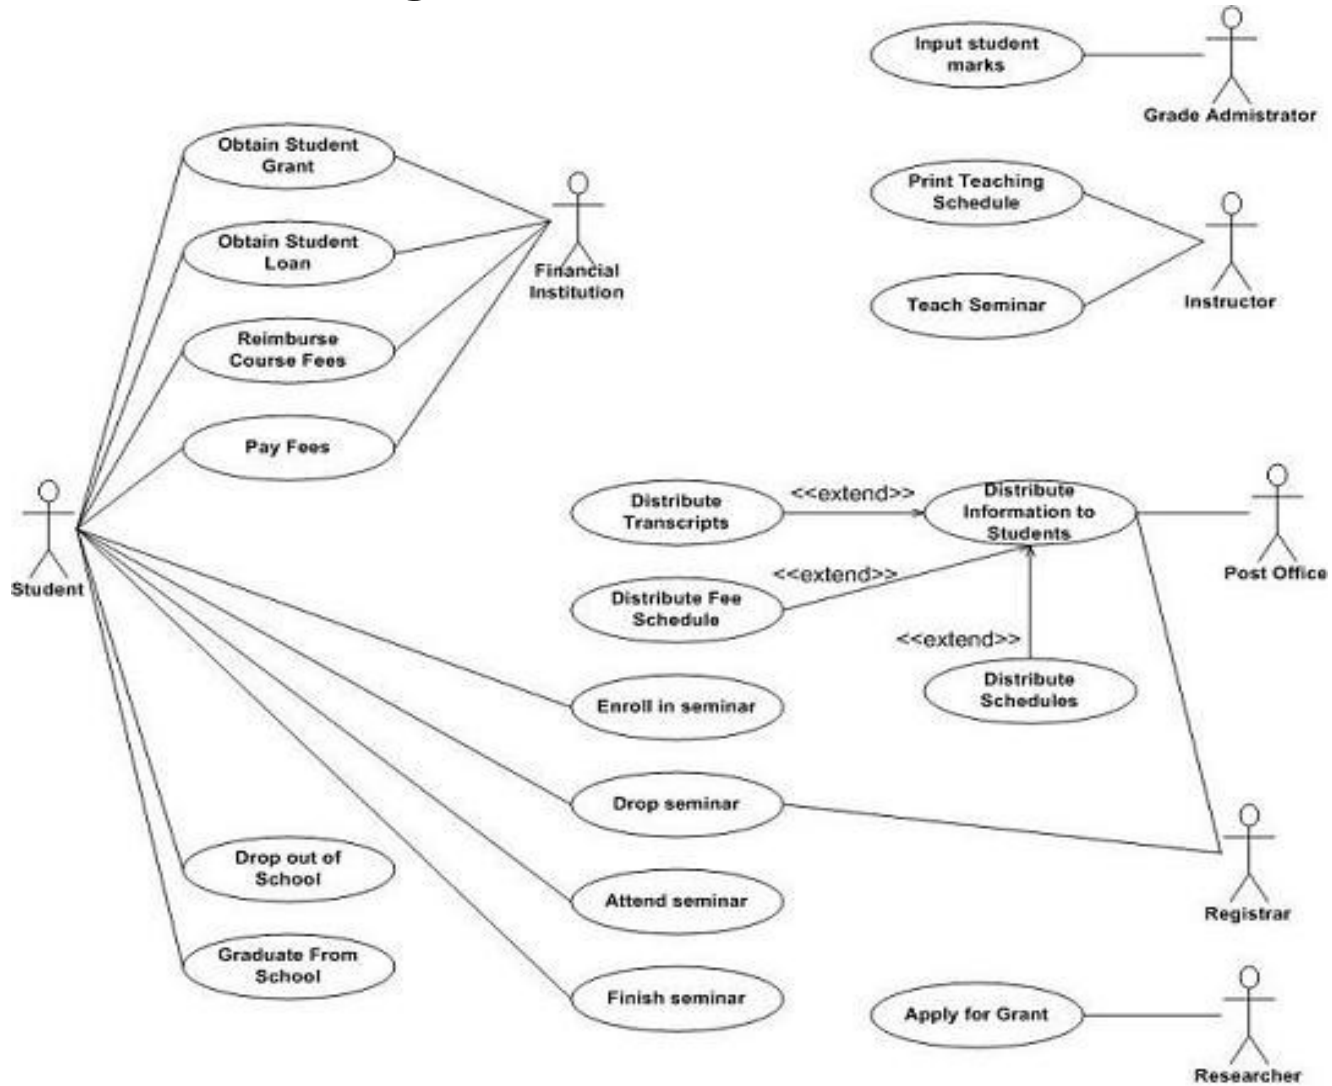 Input student
marks
Grade Admistrator
Obtain Student
Grant
Print Teaching
Schedule
Obtain Student
Loan
Financial
Institution
Teach Seminar
Instructor
Reimburse
Course Fees
Pay Fees
Student
Distribute
Transcripts
<<extend>>
Distribute
Information to
Students
Post Office
<<extend>>
Distribute Fee
Schedule
<<extend>>
Distribute
Schedules
Enroll in seminar
Drop seminar
Drop out of
School
Attend seminar
Registrar
Graduate From
School
Finish seminar
Apply for Grant
Researcher